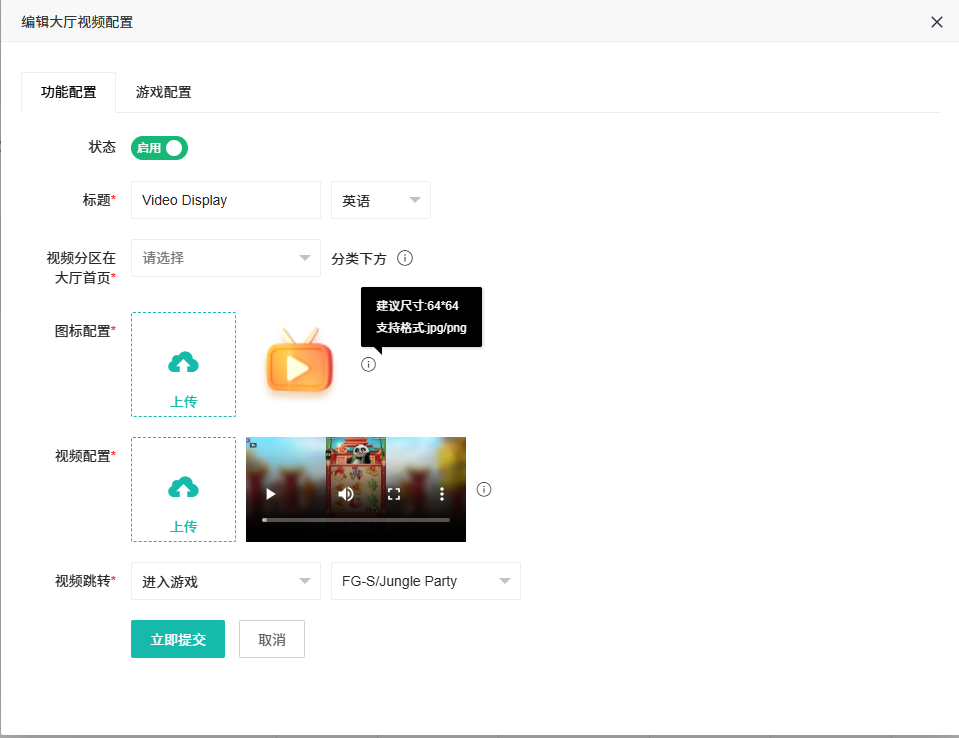 编辑大厅视频配置
功能配置 游戏配置
状态 启用
标题* Video Display 英语
视频分区在 请选择 分类下方
大厅首页*
建议尺寸:64*64
支持格式:jpg/png
图标配置*
上传
视频配置*
上传
视频跳转* 进入游戏 FG-S/Jungle Party
立即提交 取消